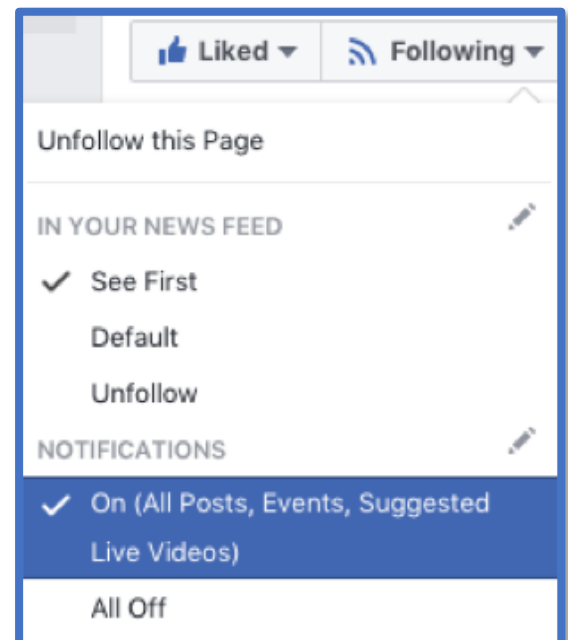 Liked Following
Unfollow this Page
IN YOUR NEWS FEED
See First
Default
Unfollow
NOTIFICATIONS
On (All Posts, Events, Suggested
Live Videos)
All Off